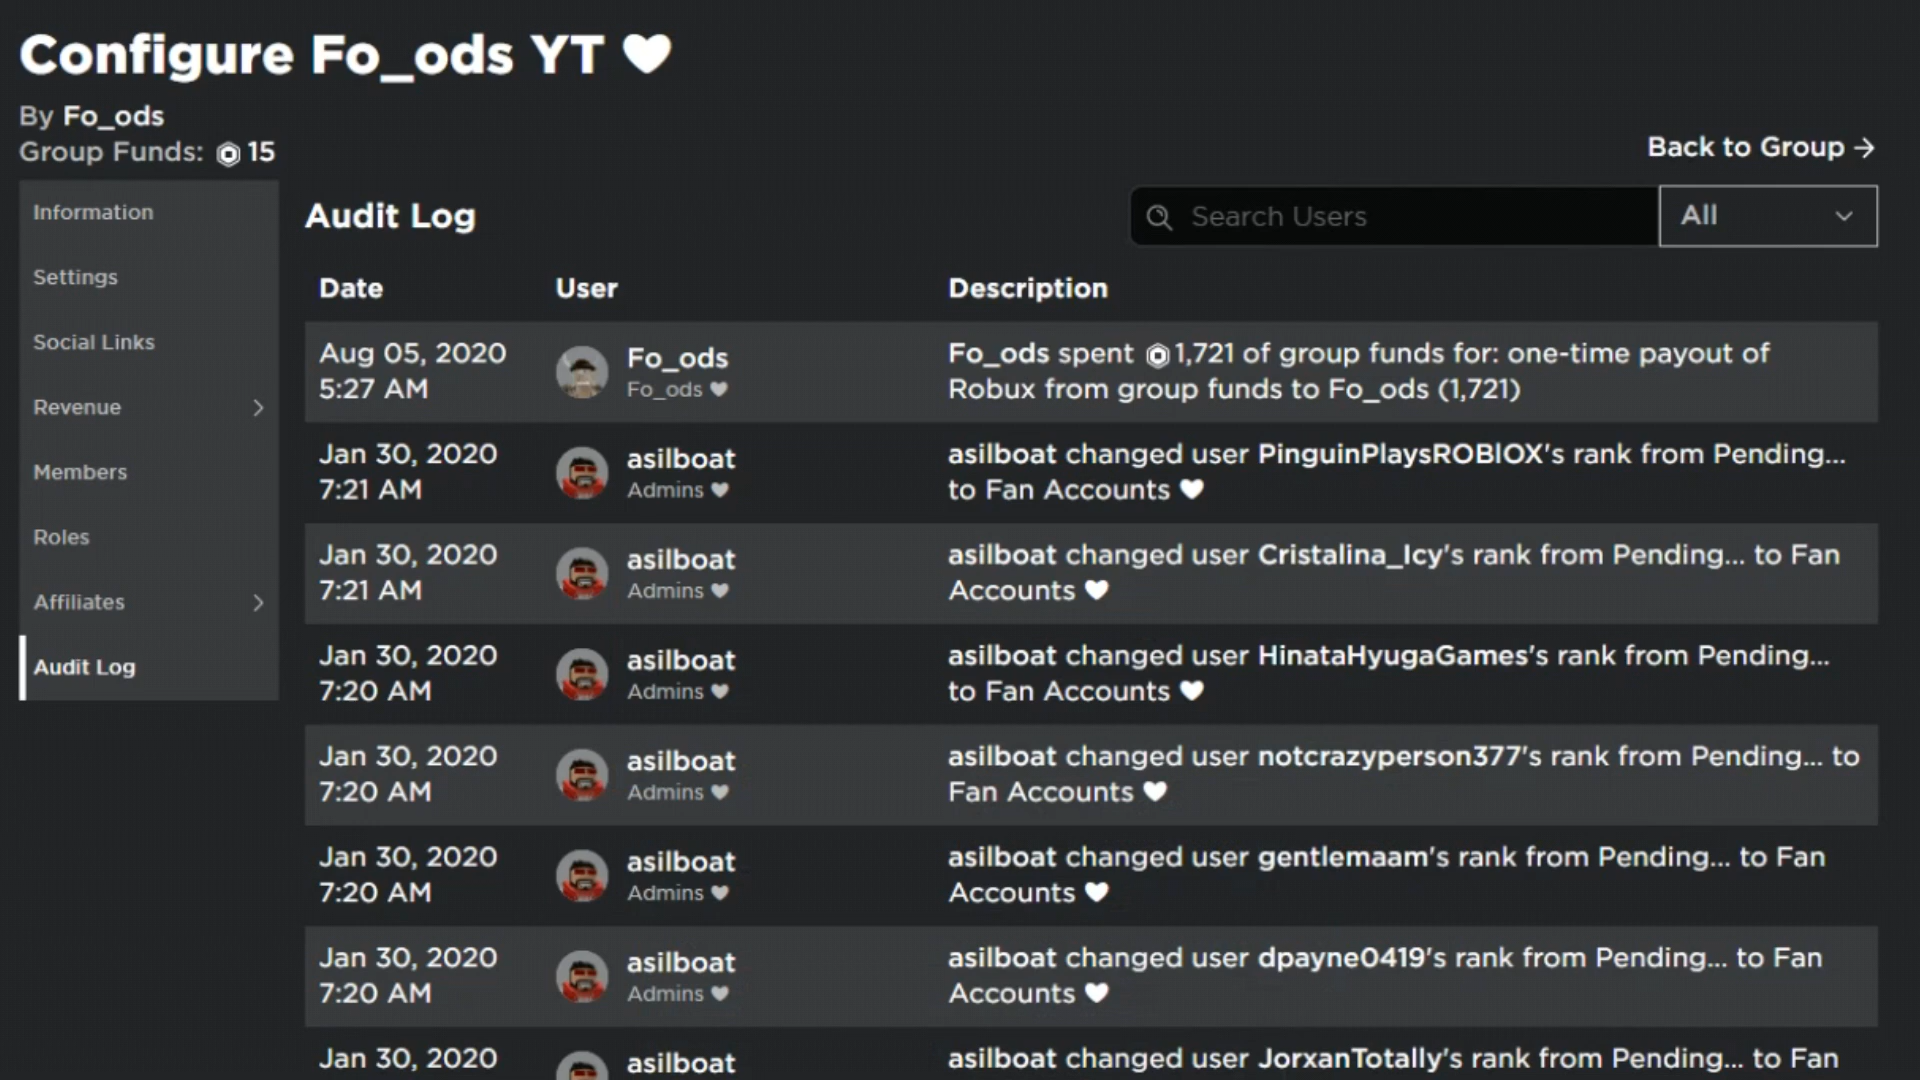 Configure Fo_ods YT ♥
By Fo_ods
Group Funds: 15
Back to Group →
Information
Settings
Social Links
Revenue
Members
Roles
Affiliates
Audit Log
Audit Log
Search Users
All
Date User Description
Aug 05, 2020
5:27 AM
Fo_ods
Fo_ods ♥
Fo_ods spent 1,721 of group funds for: one-time payout of
Robux from group funds to Fo_ods (1,721)
Jan 30, 2020
7:21 AM
asilboat
Admins ♥
asilboat changed user PinguinPlaysROBlOX's rank from Pending...
to Fan Accounts ♥
Jan 30, 2020
7:21 AM
asilboat
Admins ♥
asilboat changed user Cristalina_Icy's rank from Pending... to Fan
Accounts ♥
Jan 30, 2020
7:20 AM
asilboat
Admins ♥
asilboat changed user HinataHyugaGames's rank from Pending...
to Fan Accounts ♥
Jan 30, 2020
7:20 AM
asilboat
Admins ♥
asilboat changed user notcrazyperson377's rank from Pending... to
Fan Accounts ♥
Jan 30, 2020
7:20 AM
asilboat
Admins ♥
asilboat changed user gentlemaam's rank from Pending... to Fan
Accounts ♥
Jan 30, 2020
7:20 AM
asilboat
Admins ♥
asilboat changed user dpayne0419's rank from Pending... to Fan
Accounts ♥
Jan 30, 2020
asilboat
asilboat changed user JorxanTotally's rank from Pending... to Fan